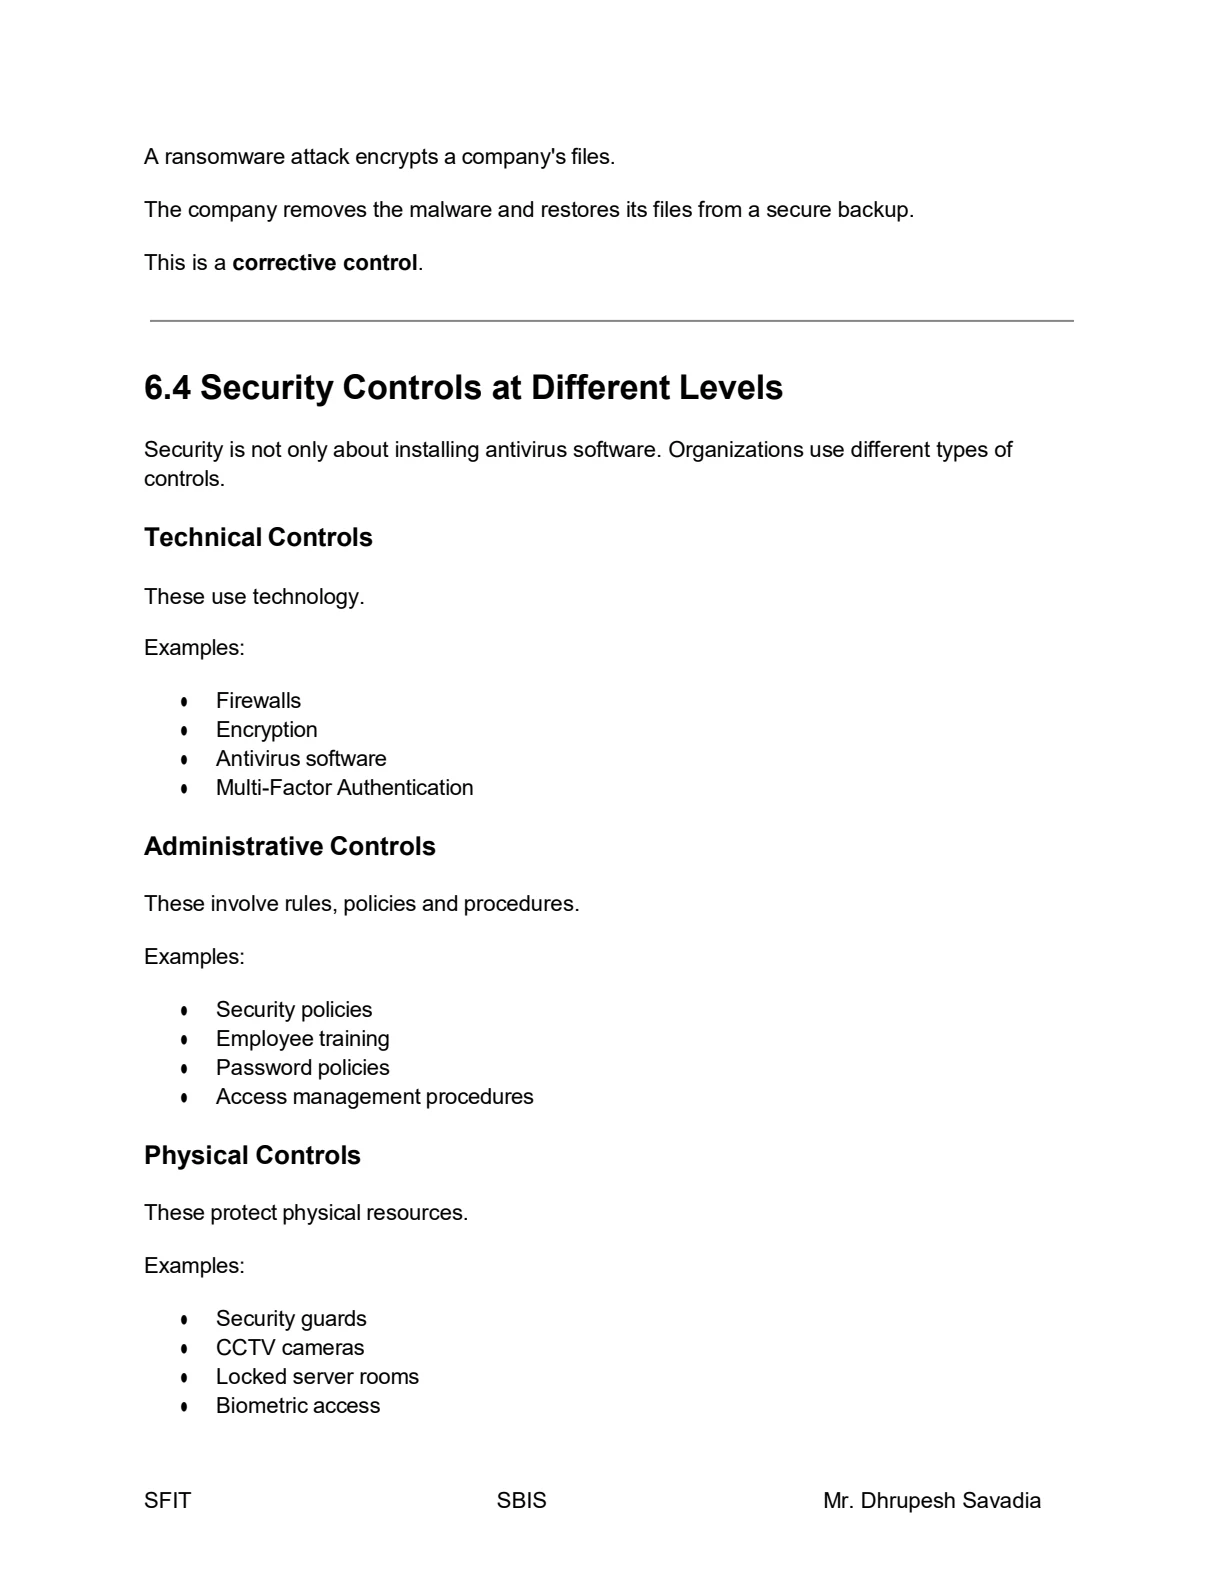 A ransomware attack encrypts a company's files.
The company removes the malware and restores its files from a secure backup.
This is a corrective control.
6.4 Security Controls at Different Levels
Security is not only about installing antivirus software. Organizations use different types of
controls.
Technical Controls
These use technology.
Examples:
● Firewalls
● Encryption
● Antivirus software
● Multi-Factor Authentication
Administrative Controls
These involve rules, policies and procedures.
Examples:
● Security policies
● Employee training
● Password policies
● Access management procedures
Physical Controls
These protect physical resources.
Examples:
● Security guards
● CCTV cameras
● Locked server rooms
● Biometric access
SFIT SBIS Mr. Dhrupesh Savadia